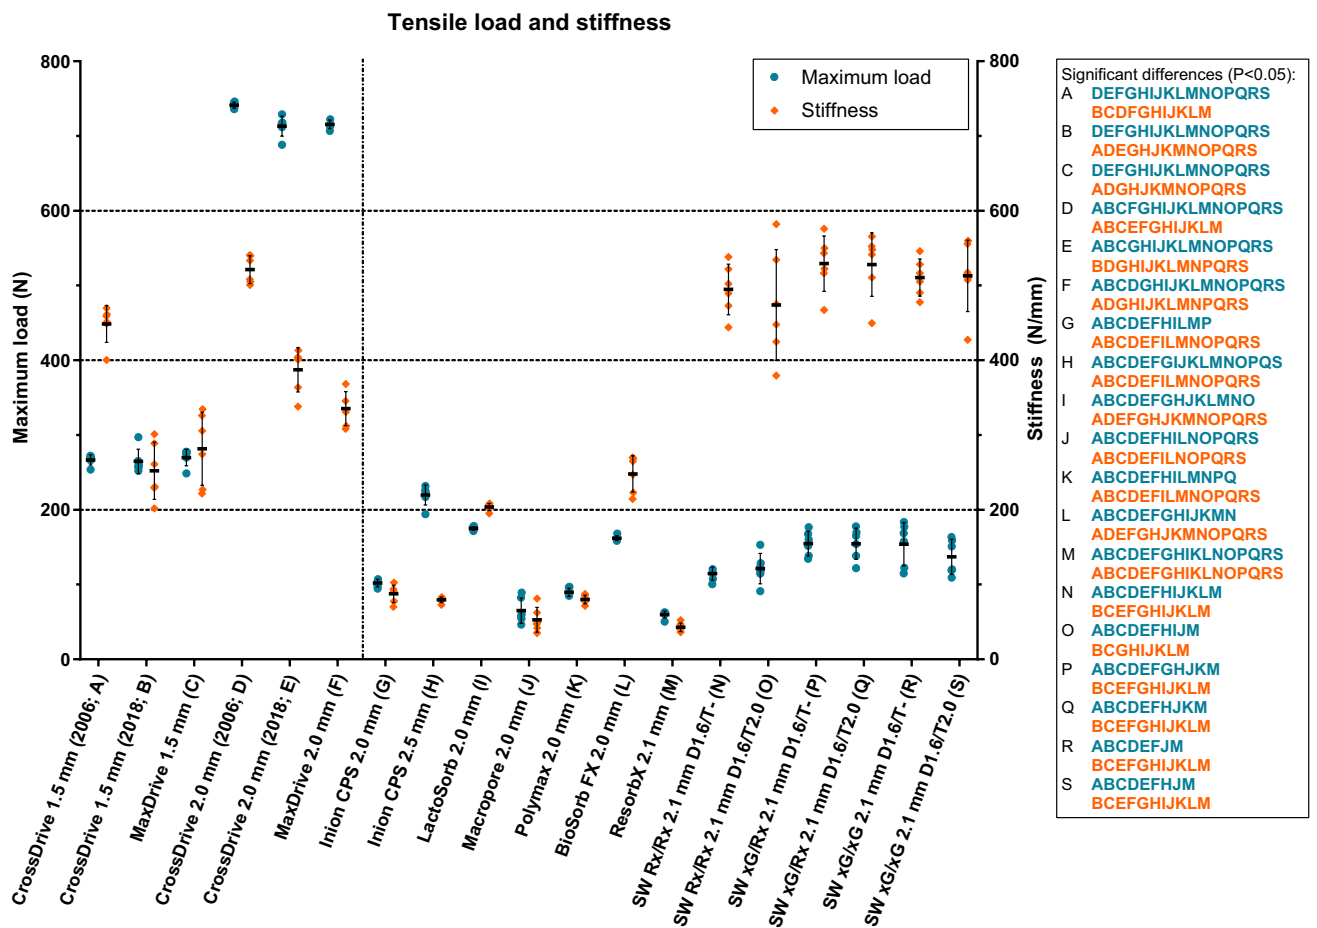 Tensile load and stiffness
Maximum load (N)
800
600
400
200
0
Maximum load
Stiffness
800
600
400
200
0
Stiffness (N/mm)
CrossDrive 1.5 mm (2006; A)
CrossDrive 1.5 mm (2018; B)
MaxDrive 1.5 mm (C)
CrossDrive 2.0 mm (2006; D)
CrossDrive 2.0 mm (2018; E)
MaxDrive 2.0 mm (F)
Inion CPS 2.0 mm (G)
Inion CPS 2.5 mm (H)
LactoSorb 2.0 mm (I)
Macropore 2.0 mm (J)
Polymax 2.0 mm (K)
BioSorb FX 2.0 mm (L)
ResorbX 2.1 mm (M)
SW Rx/Rx 2.1 mm D1.6/T- (N)
SW Rx/Rx 2.1 mm D1.6/T2.0 (O)
SW xG/Rx 2.1 mm D1.6/T- (P)
SW xG/Rx 2.1 mm D1.6/T2.0 (Q)
SW xG/xG 2.1 mm D1.6/T- (R)
SW xG/xG 2.1 mm D1.6/T2.0 (S)
Significant differences (P<0.05):
A DEFGHIJKLMNOPQRS
BCDFGHIJKLM
B DEFGHIJKLMNOPQRS
ADEGHJKMNOPQRS
C DEFGHIJKLMNOPQRS
ADGHJKMNOPQRS
D ABCFGHIJKLMNOPQRS
ABCEFGHIJKLM
E ABCGHIJKLMNOPQRS
BDGHIJKLMNPQRS
F ABCDGHIJKLMNOPQRS
ADGHIJKLMNPQRS
G ABCDEFHILMP
ABCDEFILMNOPQRS
H ABCDEFGIJKLMNOPQS
ABCDEFILMNOPQRS
I ABCDEFGHJKLMNO
ADEFGHJKMNOPQRS
J ABCDEFHILNOPQRS
ABCDEFILNOPQRS
K ABCDEFHILMNPQ
ABCDEFILMNOPQRS
L ABCDEFGHIJKMN
ADEFGHJKMNOPQRS
M ABCDEFGHIKLNOPQRS
ABCDEFGHIKLNOPQRS
N ABCDEFHIJKLM
BCEFGHIJKLM
O ABCDEFHIJM
BCGHIJKLM
P ABCDEFGHJKM
BCEFGHIJKLM
Q ABCDEFHJKM
BCEFGHIJKLM
R ABCDEFJM
BCEFGHIJKLM
S ABCDEFHJM
BCEFGHIJKLM